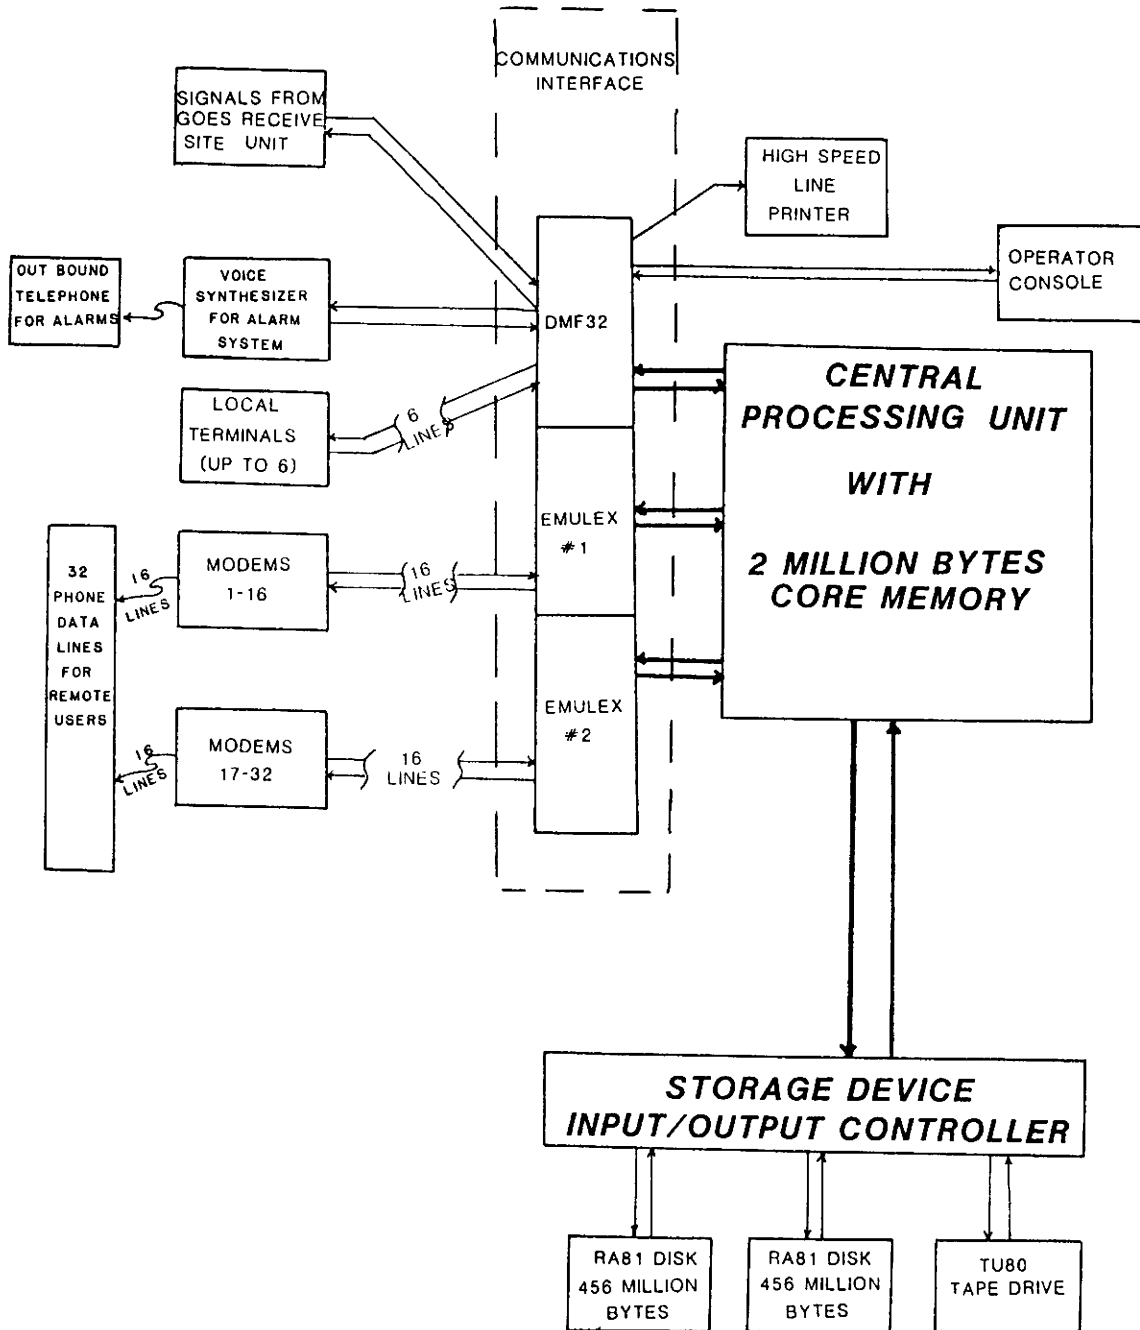 COMMUNICATIONS
INTERFACE
SIGNALS FROM
GOES RECEIVE
SITE UNIT
HIGH SPEED
LINE
PRINTER
OPERATOR
CONSOLE
OUT BOUND
TELEPHONE
FOR ALARMS
VOICE
SYNTHESIZER
FOR ALARM
SYSTEM
DMF32
LOCAL
TERMINALS
(UP TO 6)
6
LINES
CENTRAL
PROCESSING UNIT
WITH
2 MILLION BYTES
CORE MEMORY
EMULEX
#1
32
PHONE
DATA
LINES
FOR
REMOTE
USERS
16
LINES
MODEMS
1-16
16
LINES
EMULEX
#2
16
LINES
MODEMS
17-32
16
LINES
STORAGE DEVICE
INPUT/OUTPUT CONTROLLER
RA81 DISK
456 MILLION
BYTES
RA81 DISK
456 MILLION
BYTES
TU80
TAPE DRIVE